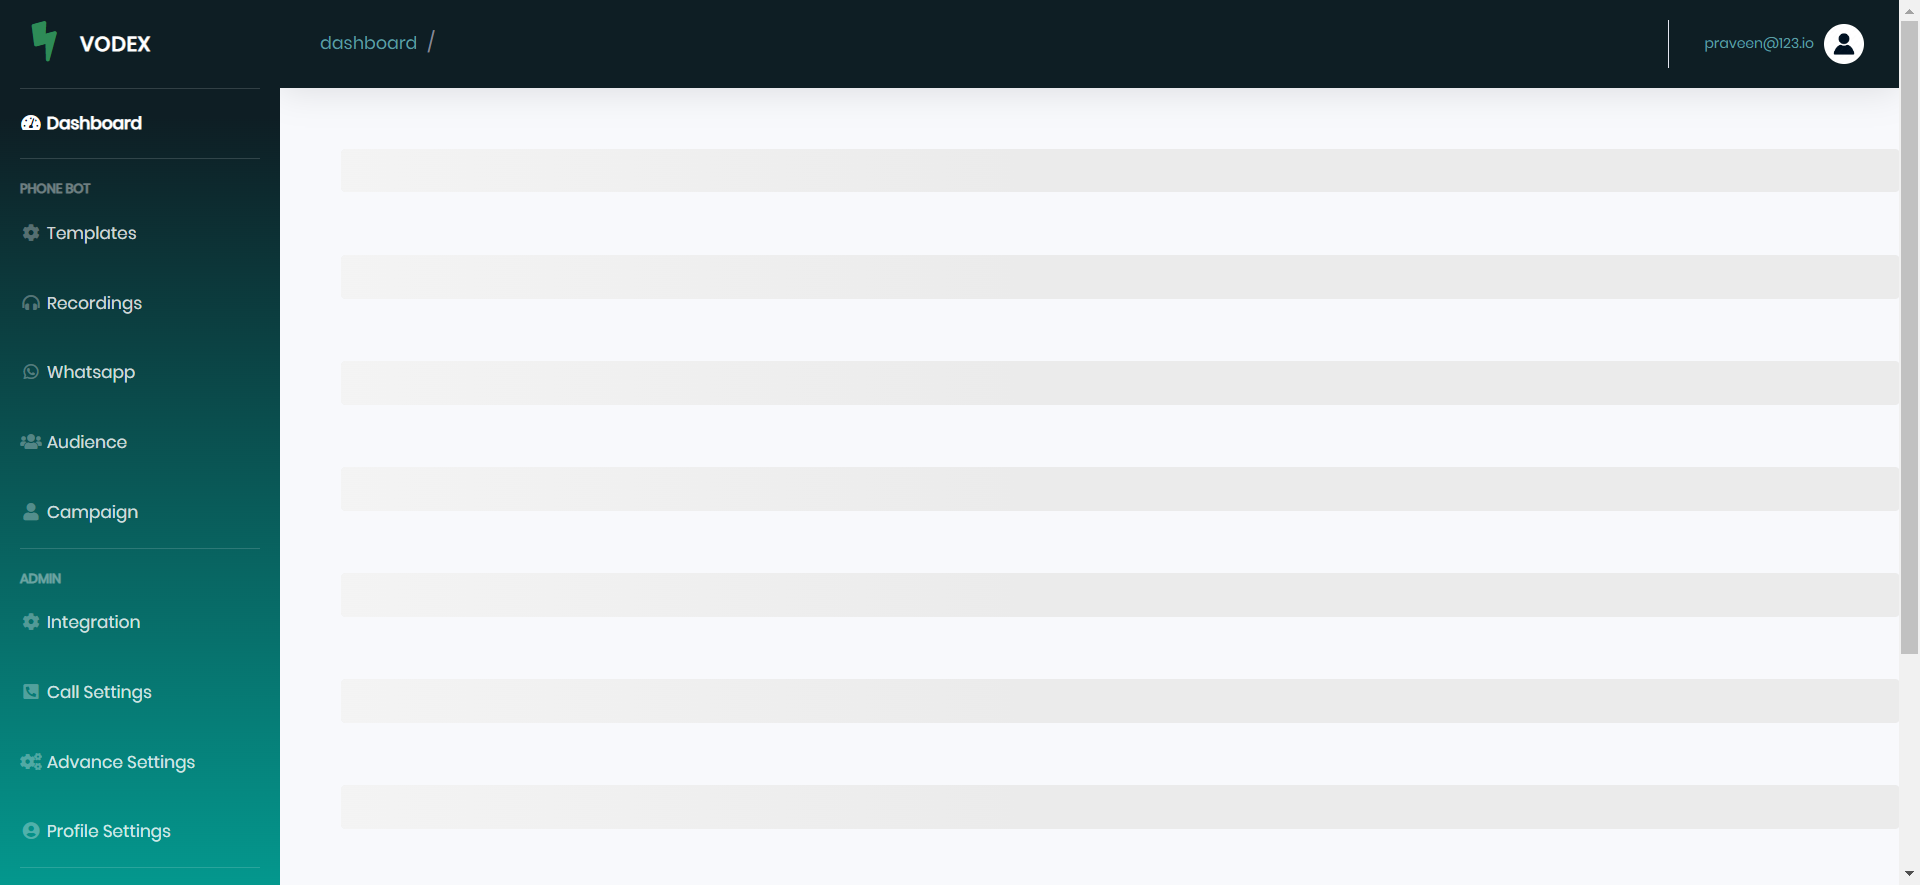 VODEX
dashboard /
praveen@123.io
Dashboard
PHONE BOT
Templates
Recordings
Whatsapp
Audience
Campaign
ADMIN
Integration
Call Settings
Advance Settings
Profile Settings